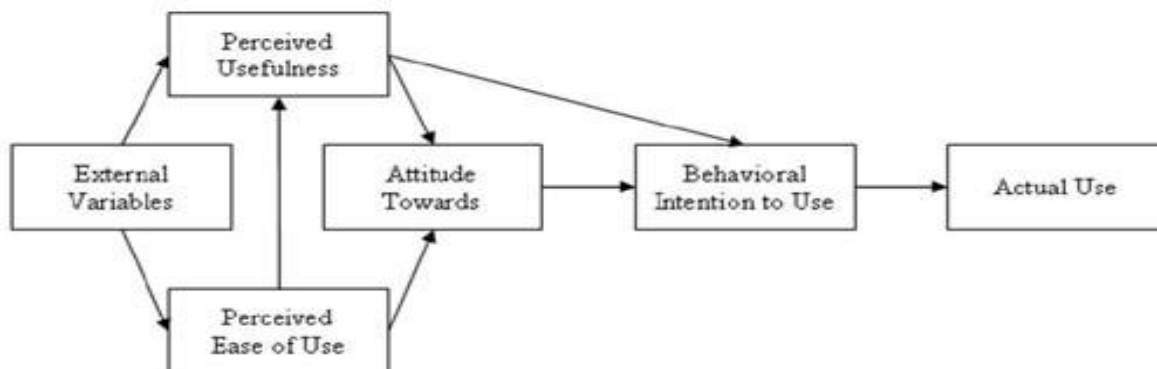 Perceived
Usefulness
External
Variables
Attitude
Towards
Behavioral
Intention to Use
Actual Use
Perceived
Ease of Use